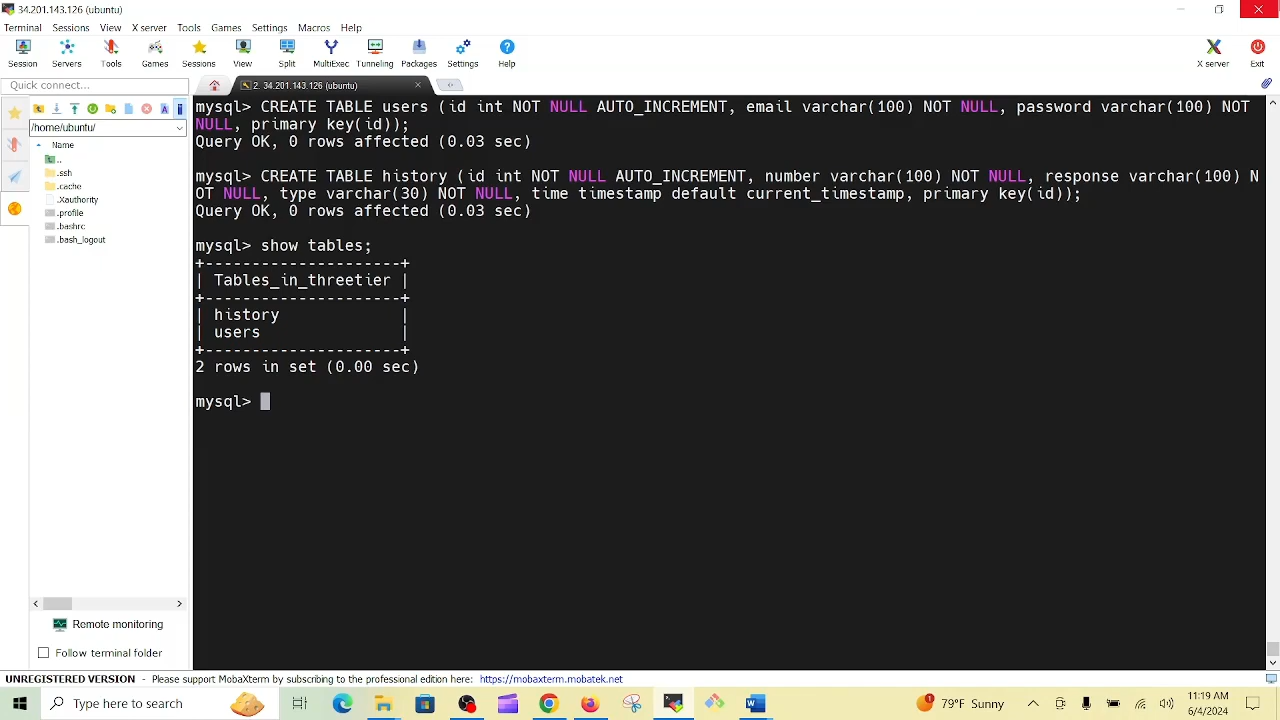 34.201.143.126 (ubuntu)
Terminal Sessions View X server Tools Games Settings Macros Help
Session Servers Tools Games Sessions View Split MultiExec Tunneling Packages Settings Help X server Exit
Quick connect...
2. 34.201.143.126 (ubuntu)
/home/ubuntu/
Name
..
.ssh
.cache
.Xauthority
.profile
.bashrc
.bash_logout
Remote monitoring
Follow terminal folder
mysql> CREATE TABLE users (id int NOT NULL AUTO_INCREMENT, email varchar(100) NOT NULL, password varchar(100) NOT
NULL, primary key(id));
Query OK, 0 rows affected (0.03 sec)
mysql> CREATE TABLE history (id int NOT NULL AUTO_INCREMENT, number varchar(100) NOT NULL, response varchar(100) N
OT NULL, type varchar(30) NOT NULL, time timestamp default current_timestamp, primary key(id));
Query OK, 0 rows affected (0.03 sec)
mysql> show tables;
+---------------------+
| Tables_in_threetier |
+---------------------+
| history             |
| users               |
+---------------------+
2 rows in set (0.00 sec)
mysql>
UNREGISTERED VERSION - Please support MobaXterm by subscribing to the professional edition here: https://mobaxterm.mobatek.net
Type here to search
1
79°F Sunny
11:19 AM
6/4/2024